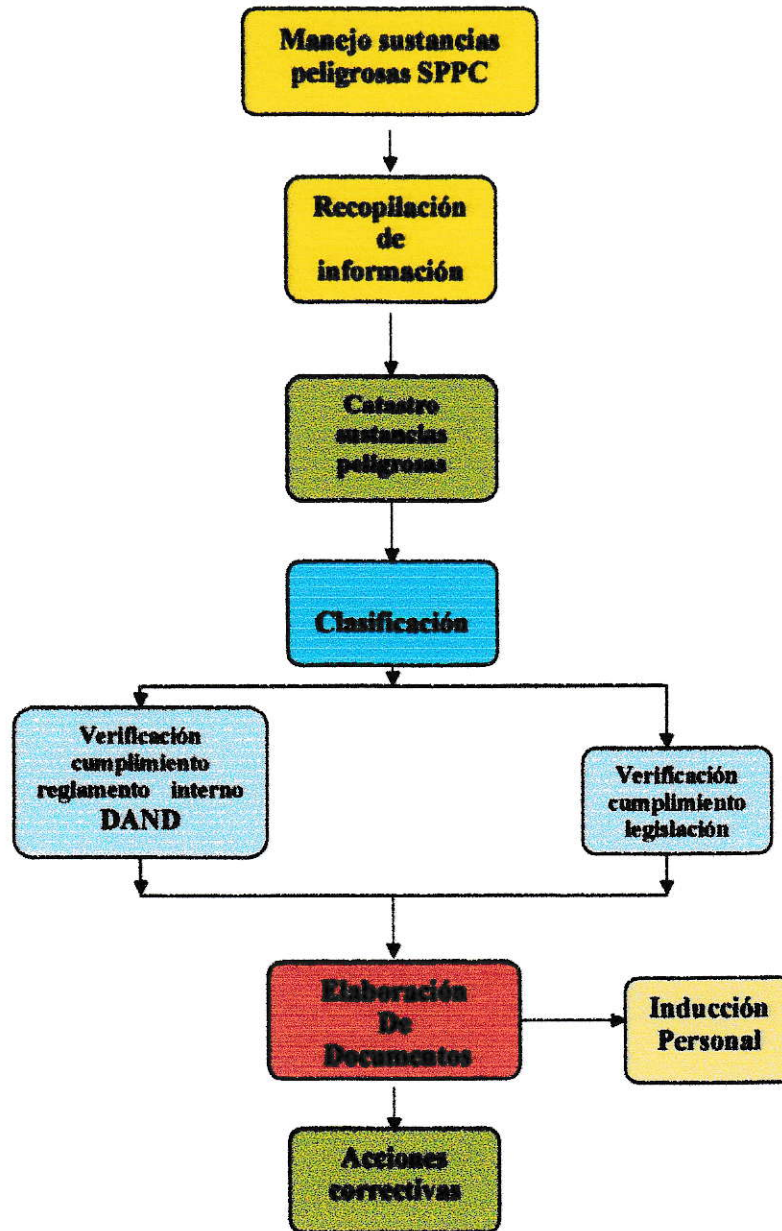 Manejo sustancias
peligrosas SPPC
Recopilación
de
información
Catastro
sustancias
peligrosas
Clasificación
Verificación
cumplimiento
reglamento interno
DAND
Verificación
cumplimiento
legislación
Elaboración
De
Documentos
Inducción
Personal
Acciones
correctivas